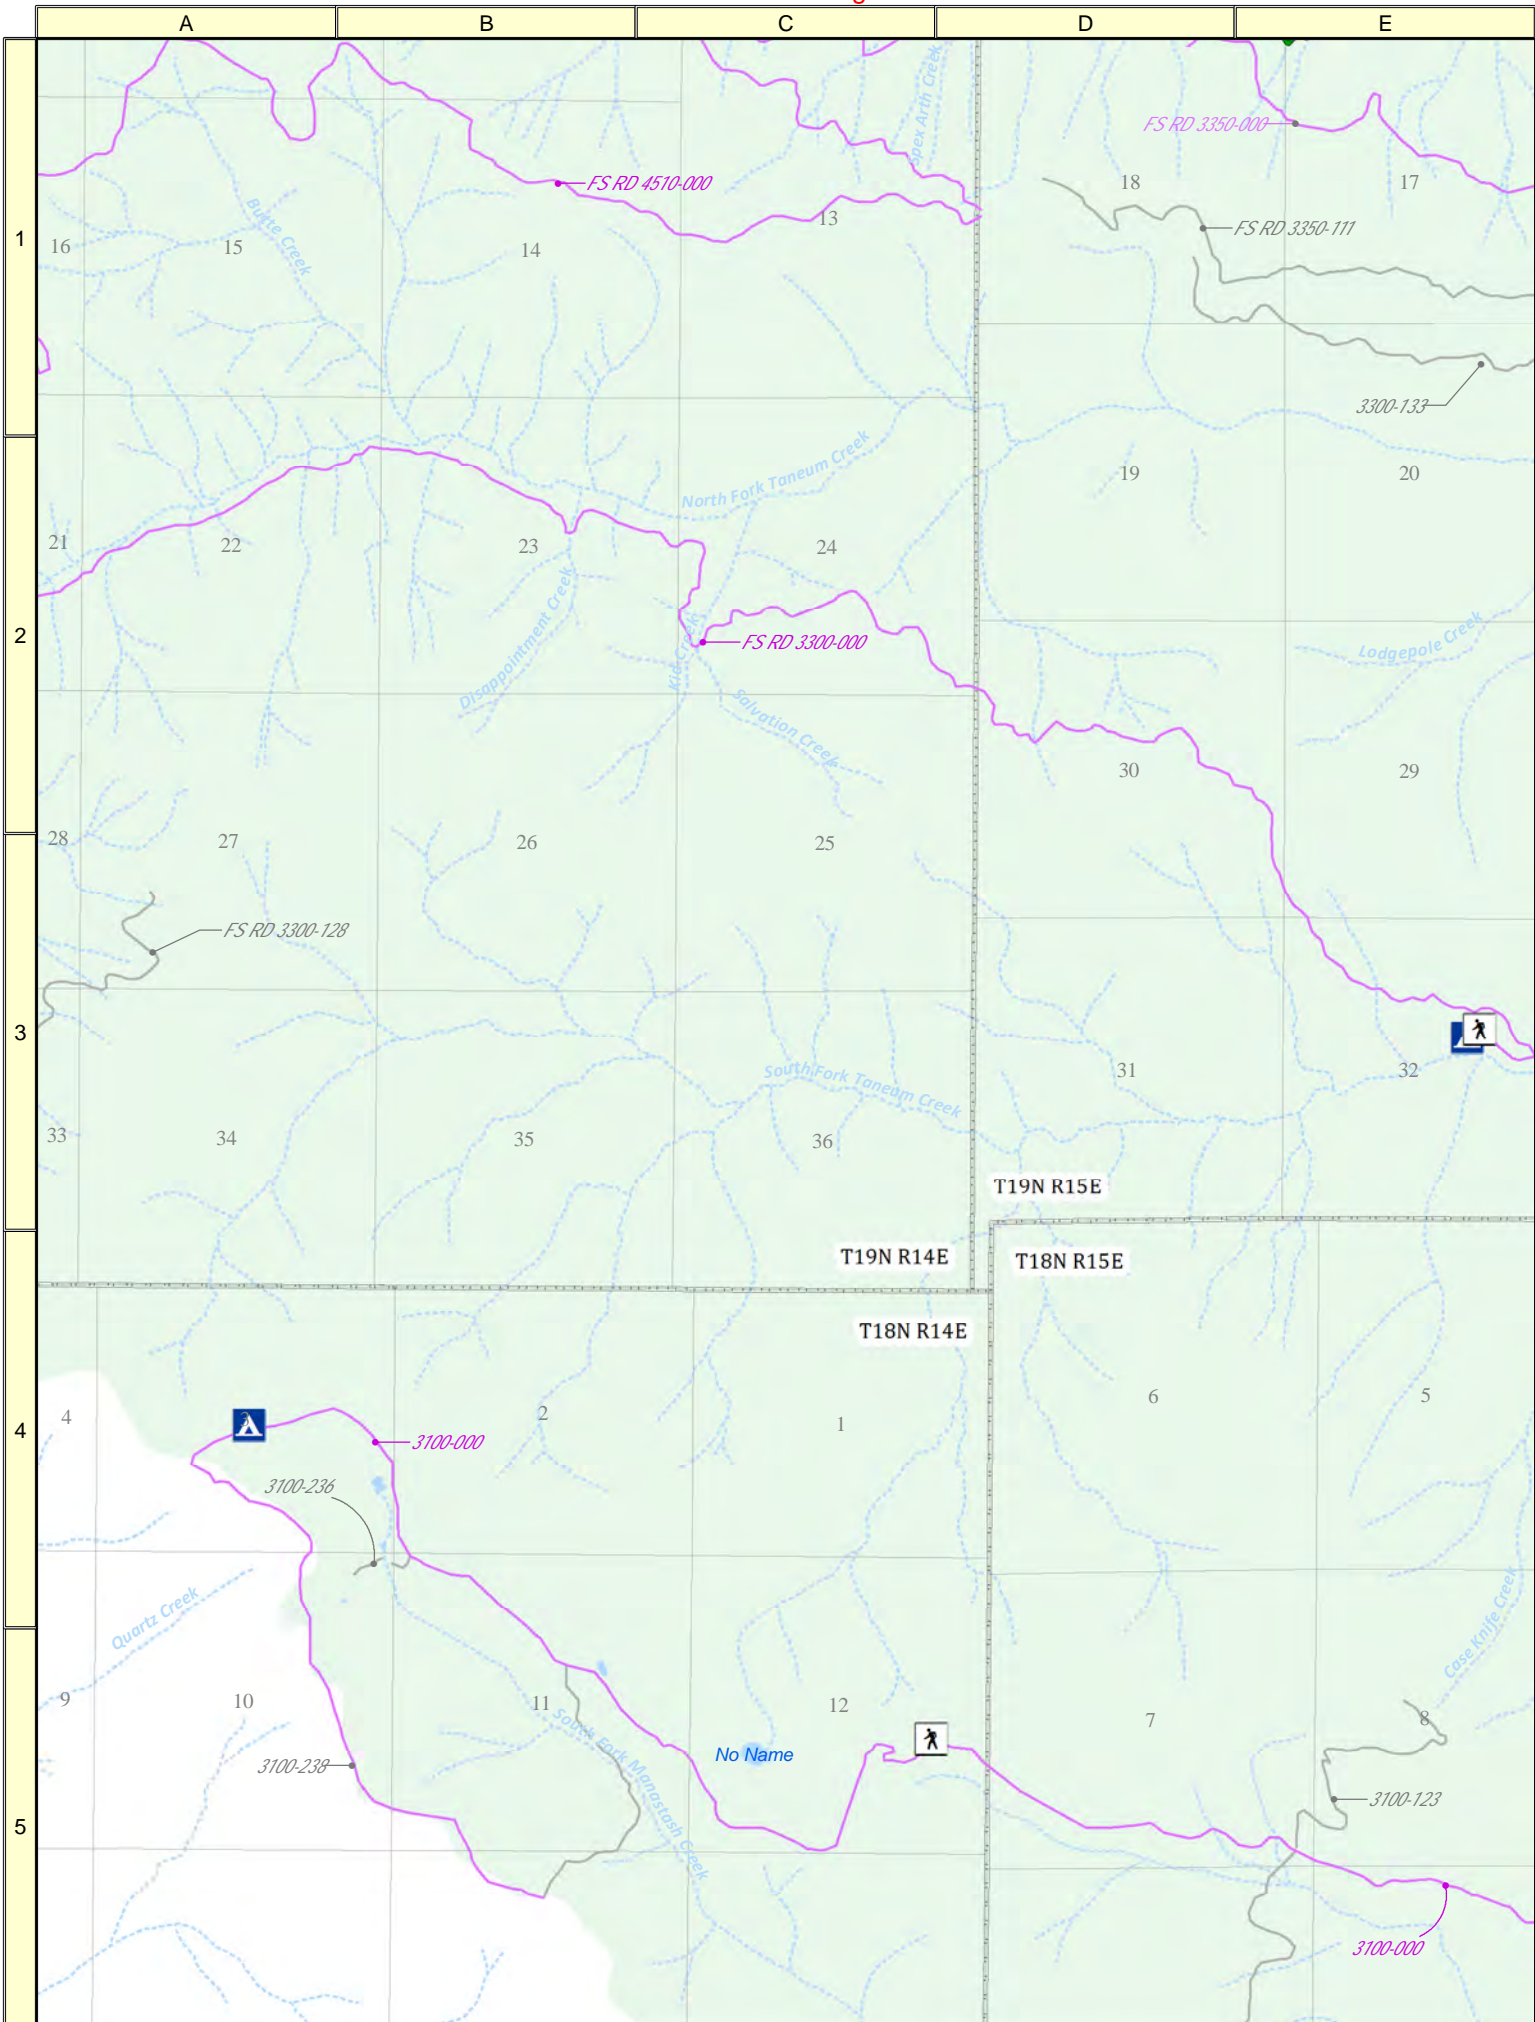 A B C D E
1
2
3
4
5
Spex Arth Creek
FS RD 3350-000
FS RD 4510-000
18
17
13
FS RD 3350-111
Butte Creek
16
15
14
3300-133
North Fork Taneum Creek
19
20
21
22
23
24
Disappointment Creek
FS RD 3300-000
Kid Creek
Lodgepole Creek
Salvation Creek
30
29
28
27
26
25
FS RD 3300-128
South Fork Taneum Creek
31
32
33
34
35
36
T19N R15E
T19N R14E
T18N R15E
T18N R14E
6
5
4
3
2
1
3100-000
3100-236
Quartz Creek
Case Knife Creek
9
10
11
12
7
8
South Fork Manastash Creek
No Name
3100-238
3100-123
3100-000